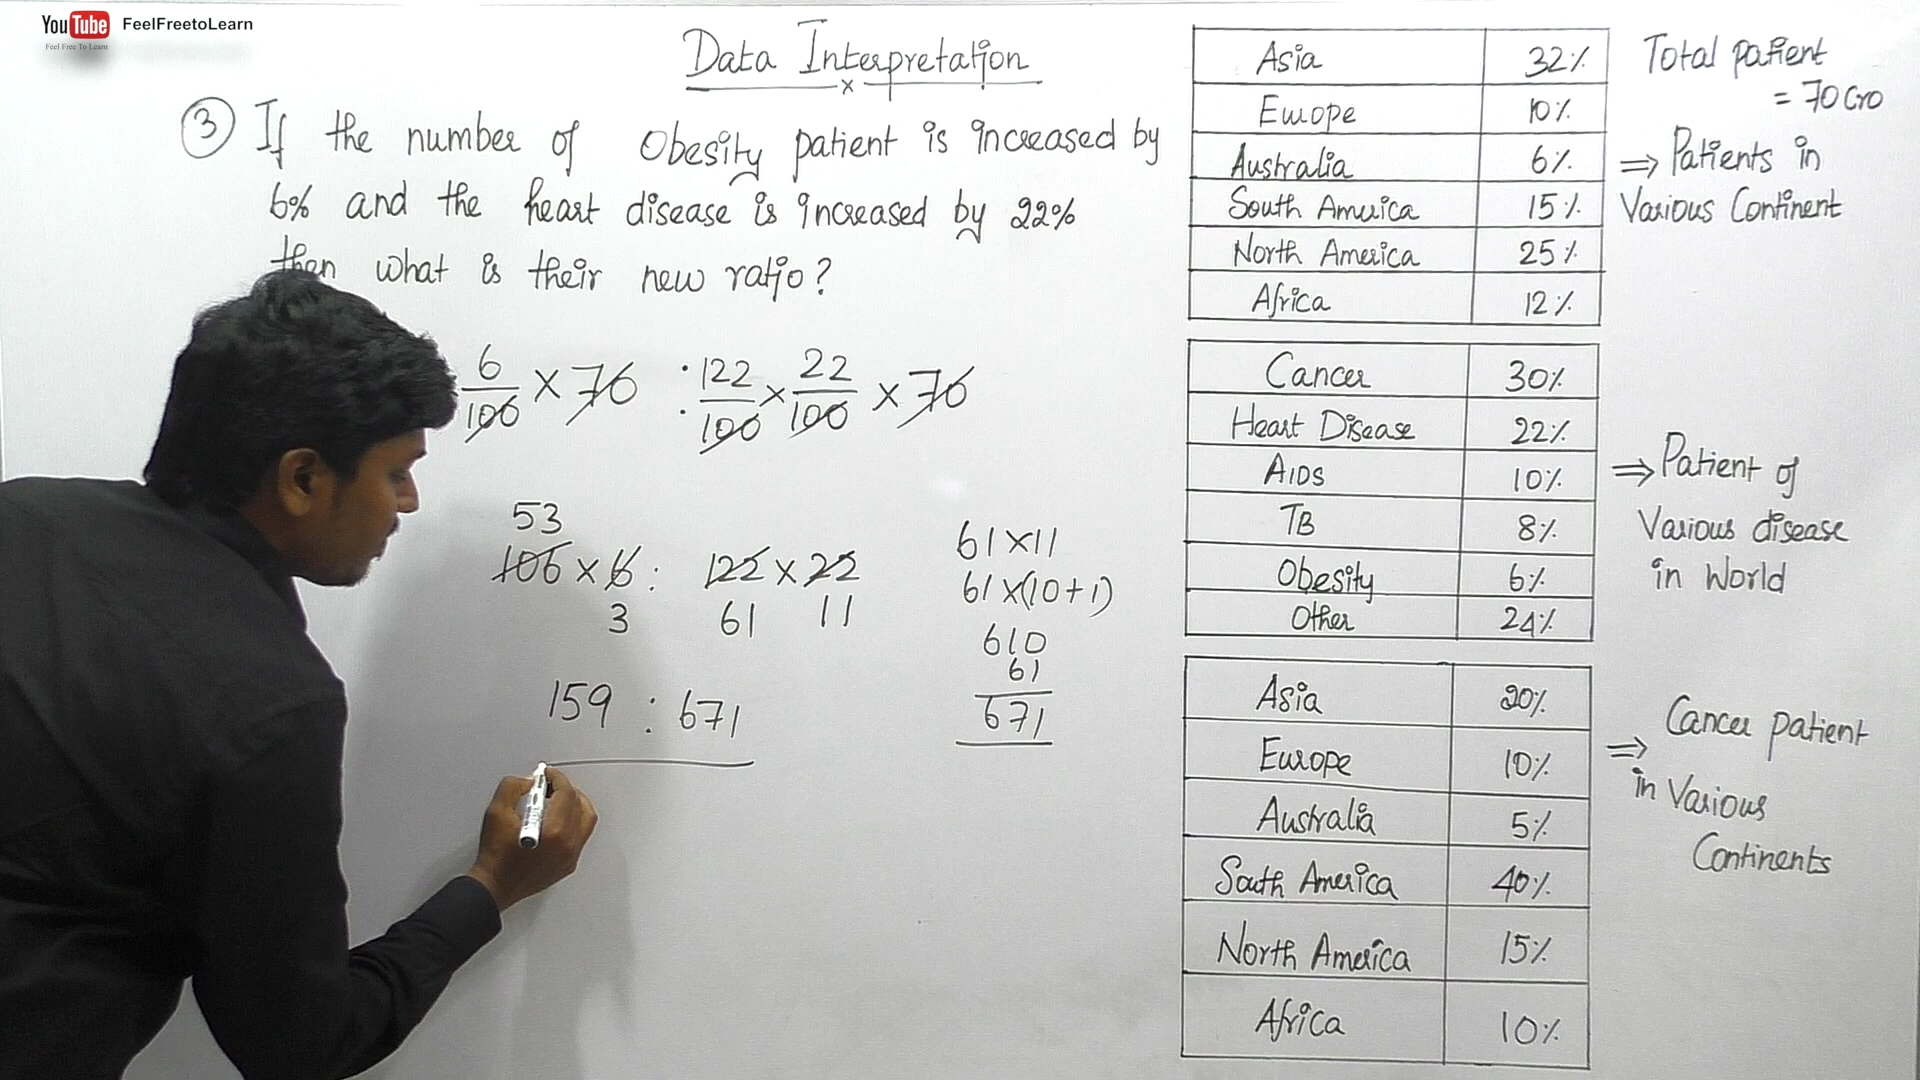 YouTube FeelFreetoLearn
Feel Free To Learn
Data Interpretation
x
3 If the number of Obesity patient is increased by
6% and the heart disease is increased by 22%
then what is their new ratio?
6/100 × 70 : 122/100 × 22/100 × 70
53
106 × 6 : 122 × 22
3 61 11
159 : 671
61×11
61×(10+1)
610
61
671
Asia 32%
Europe 10%
Australia 6%
South America 15%
North America 25%
Africa 12%
Total patient
= 70 Cro
⇒ Patients in
Various Continent
Cancer 30%
Heart Disease 22%
AIDS 10%
TB 8%
Obesity 6%
Other 24%
⇒ Patient of
Various disease
in World
Asia 20%
Europe 10%
Australia 5%
South America 40%
North America 15%
Africa 10%
⇒ Cancer patient
in Various
Continents